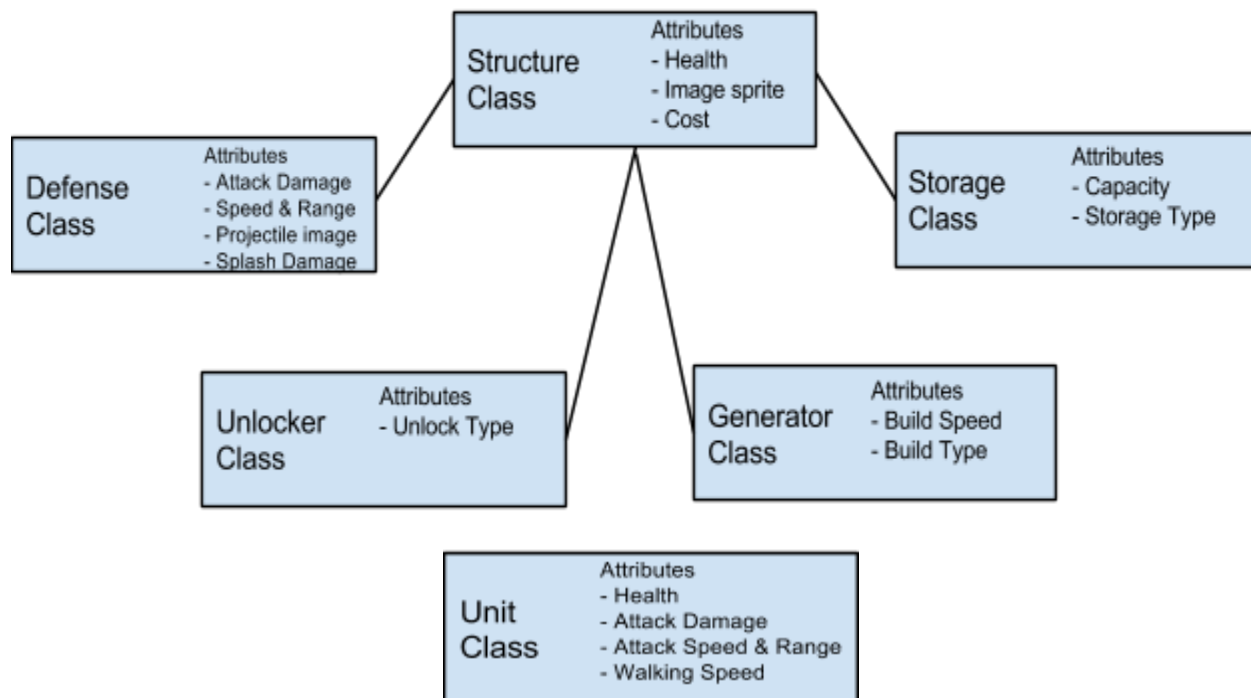 Structure
Class
Attributes
- Health
- Image sprite
- Cost
Defense
Class
Attributes
- Attack Damage
- Speed & Range
- Projectile image
- Splash Damage
Storage
Class
Attributes
- Capacity
- Storage Type
Unlocker
Class
Attributes
- Unlock Type
Generator
Class
Attributes
- Build Speed
- Build Type
Unit
Class
Attributes
- Health
- Attack Damage
- Attack Speed & Range
- Walking Speed